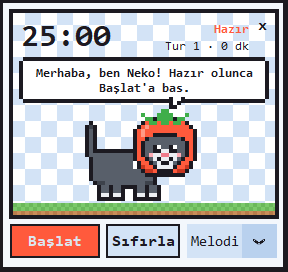 25:00
Hazır
x
Tur 1 · 0 dk
Merhaba, ben Neko! Hazır olunca
Başlat'a bas.
Başlat
Sıfırla
Melodi